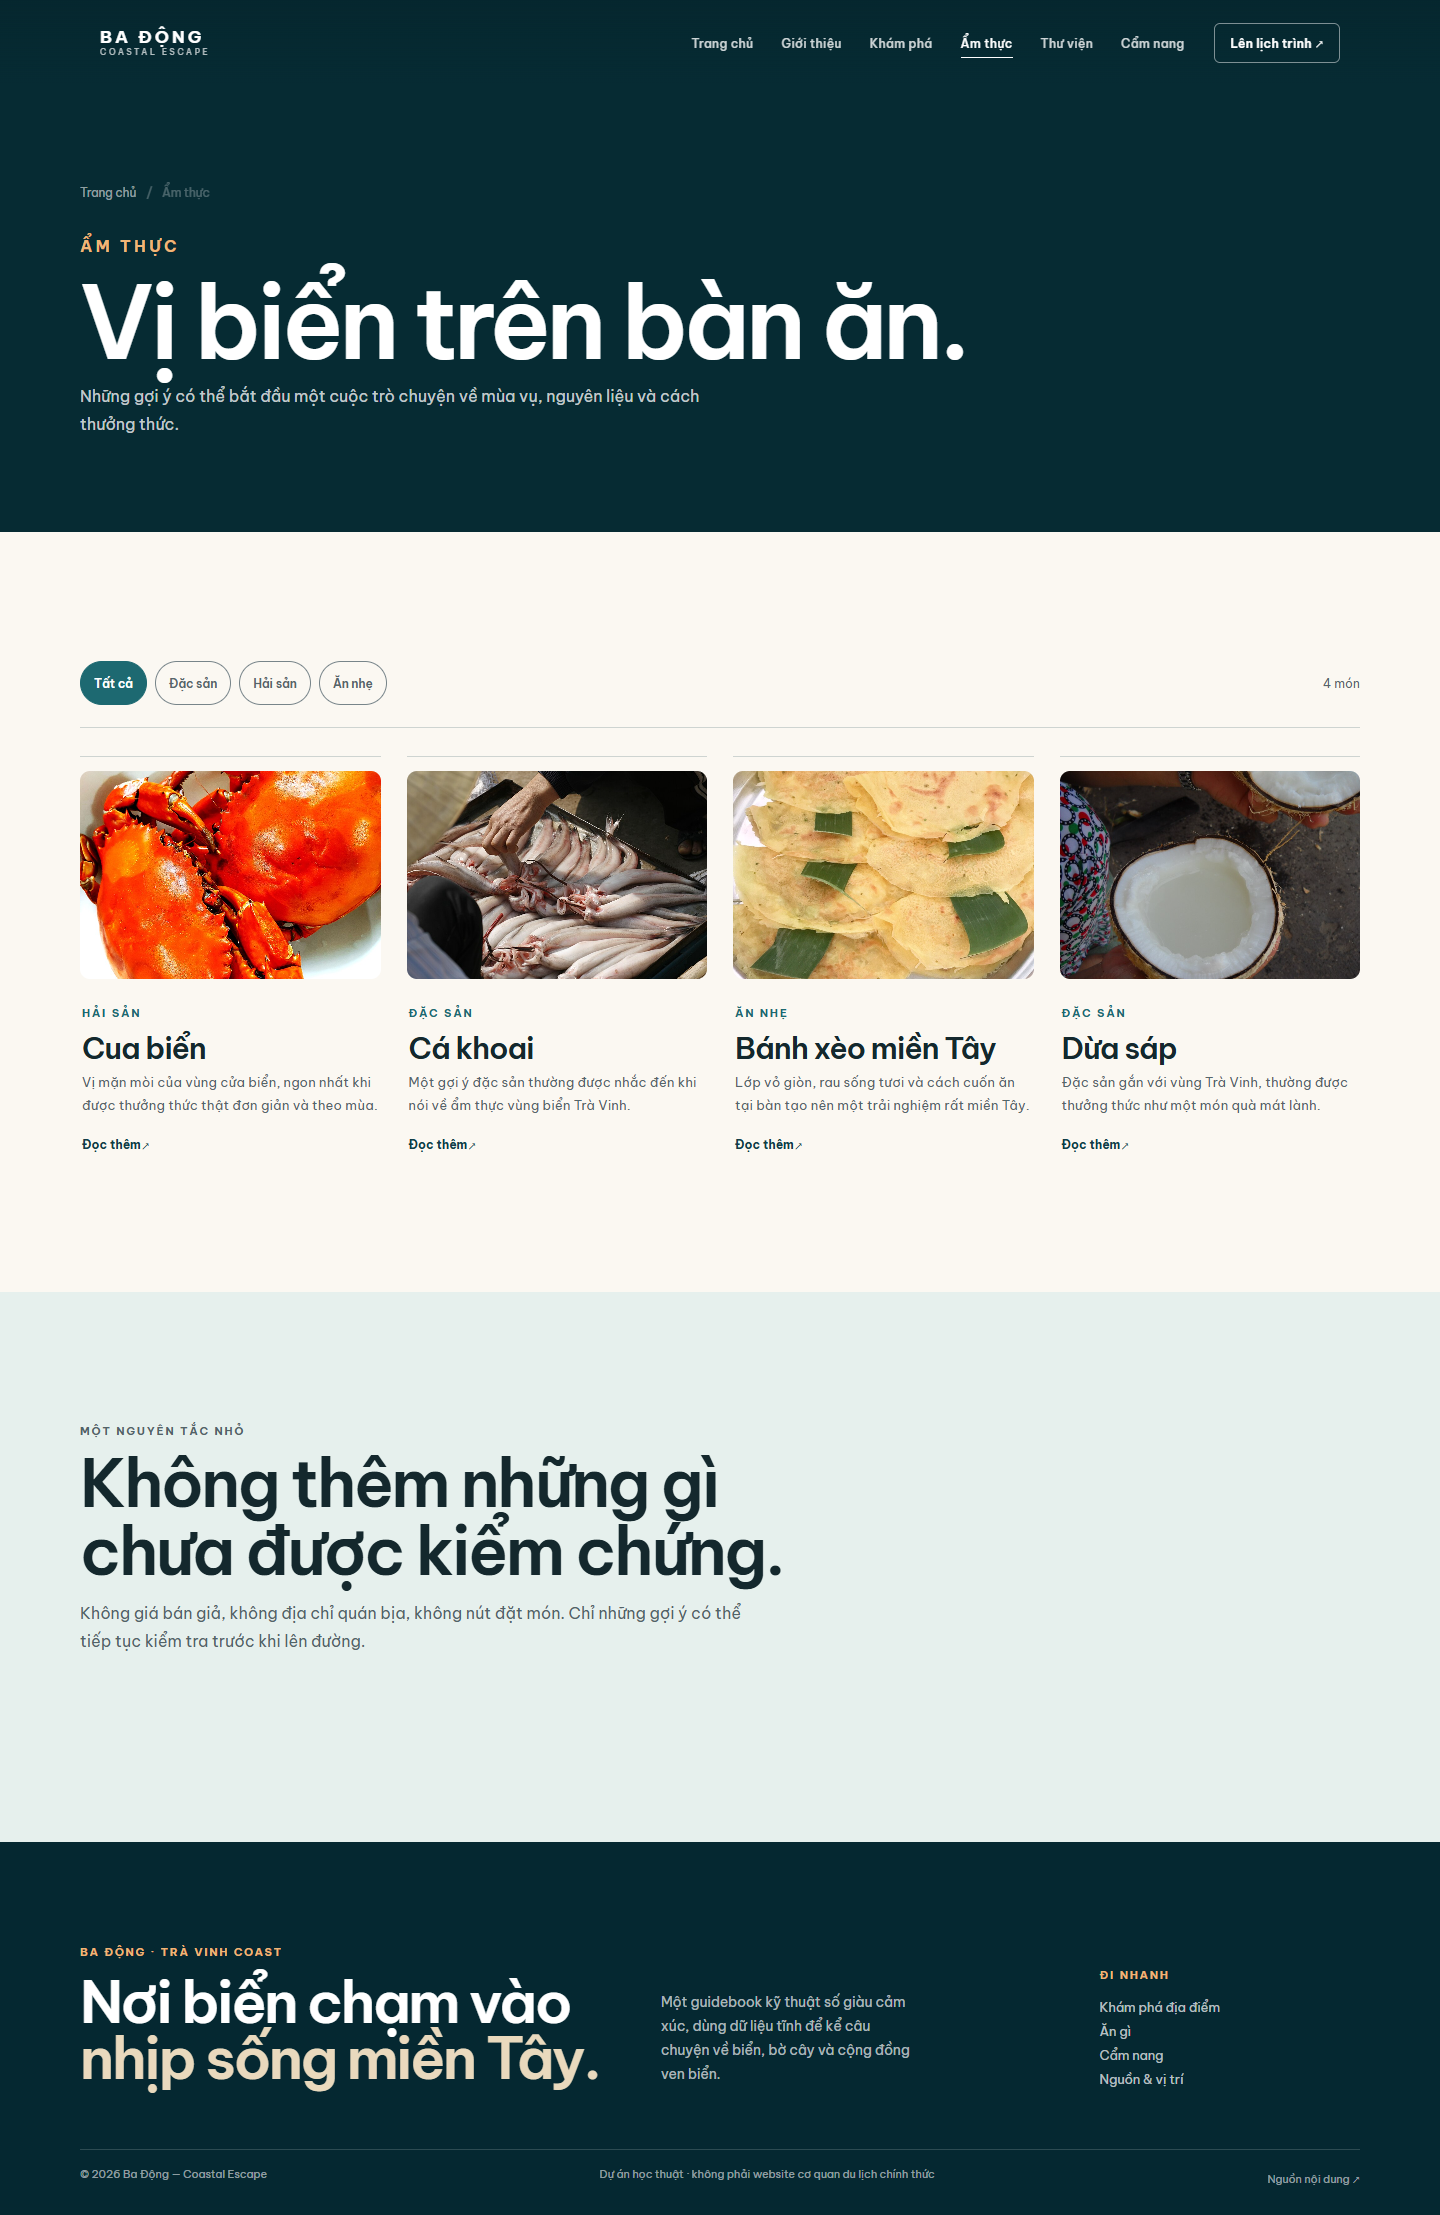 BA ĐỘNG
COASTAL ESCAPE
Trang chủ
Giới thiệu
Khám phá
Ẩm thực
Thư viện
Cẩm nang
Lên lịch trình ↗
Trang chủ / Ẩm thực
ẨM THỰC
Vị biển trên bàn ăn.
Những gợi ý có thể bắt đầu một cuộc trò chuyện về mùa vụ, nguyên liệu và cách
thưởng thức.
Tất cả
Đặc sản
Hải sản
Ăn nhẹ
4 món
HẢI SẢN
Cua biển
Vị mặn mòi của vùng cửa biển, ngon nhất khi
được thưởng thức thật đơn giản và theo mùa.
Đọc thêm↗
ĐẶC SẢN
Cá khoai
Một gợi ý đặc sản thường được nhắc đến khi
nói về ẩm thực vùng biển Trà Vinh.
Đọc thêm↗
ĂN NHẸ
Bánh xèo miền Tây
Lớp vỏ giòn, rau sống tươi và cách cuốn ăn
tại bàn tạo nên một trải nghiệm rất miền Tây.
Đọc thêm↗
ĐẶC SẢN
Dừa sáp
Đặc sản gắn với vùng Trà Vinh, thường được
thưởng thức như một món quà mát lành.
Đọc thêm↗
MỘT NGUYÊN TẮC NHỎ
Không thêm những gì
chưa được kiểm chứng.
Không giá bán giả, không địa chỉ quán bịa, không nút đặt món. Chỉ những gợi ý có thể
tiếp tục kiểm tra trước khi lên đường.
BA ĐỘNG · TRÀ VINH COAST
Nơi biển chạm vào
nhịp sống miền Tây.
Một guidebook kỹ thuật số giàu cảm
xúc, dùng dữ liệu tĩnh để kể câu
chuyện về biển, bờ cây và cộng đồng
ven biển.
ĐI NHANH
Khám phá địa điểm
Ăn gì
Cẩm nang
Nguồn & vị trí
© 2026 Ba Động — Coastal Escape
Dự án học thuật · không phải website cơ quan du lịch chính thức
Nguồn nội dung ↗